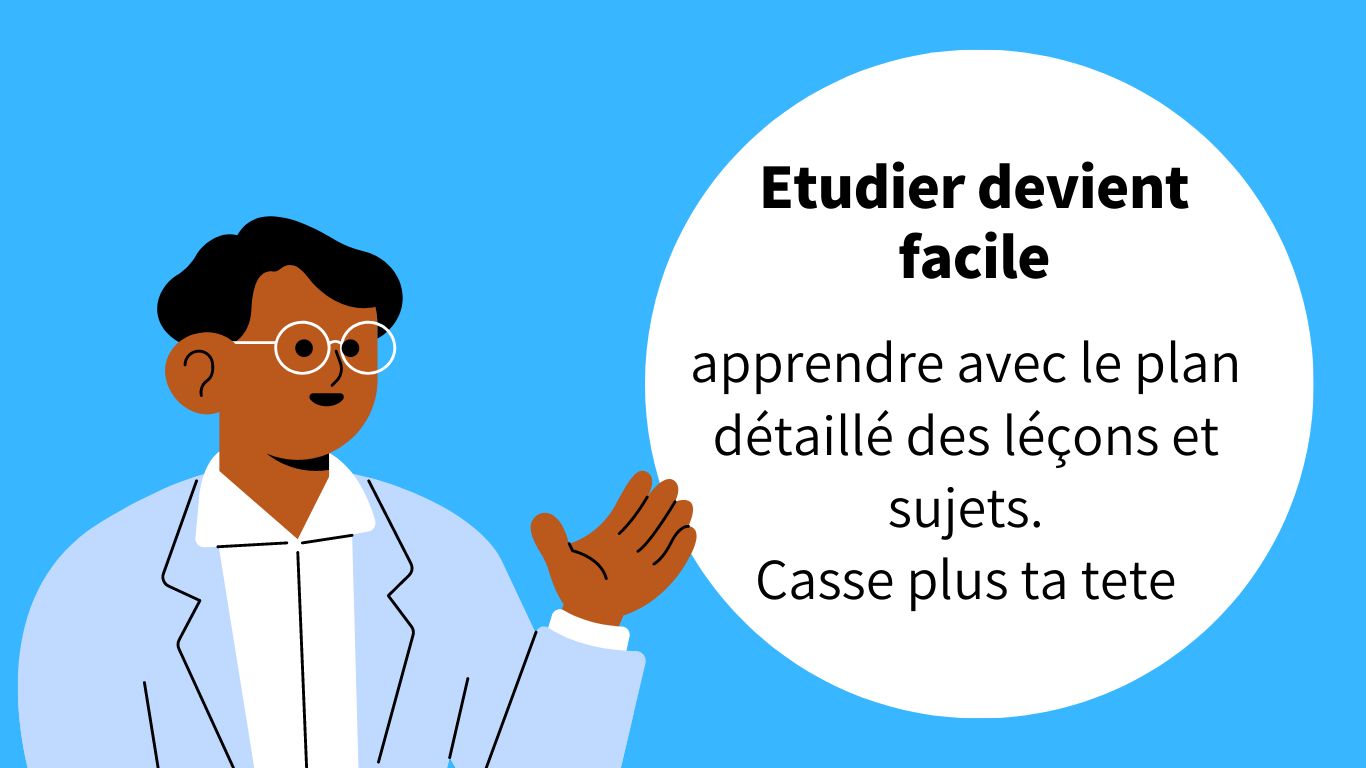 Etudier devient
facile
apprendre avec le plan
détaillé des léçons et
sujets.
Casse plus ta tete